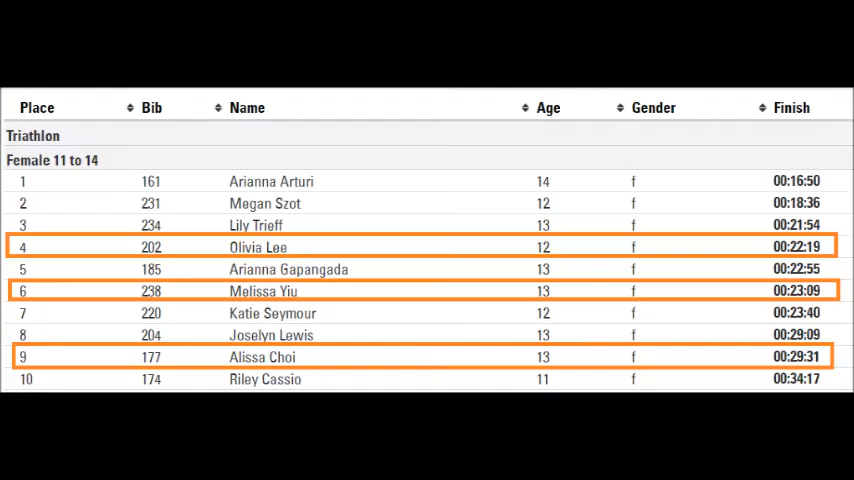 Place Bib Name Age Gender Finish
Triathlon
Female 11 to 14
1 161 Arianna Arturi 14 f 00:16:50
2 231 Megan Szot 12 f 00:18:36
3 234 Lily Trieff 13 f 00:21:54
4 202 Olivia Lee 12 f 00:22:19
5 185 Arianna Gapangada 13 f 00:22:55
6 238 Melissa Yiu 13 f 00:23:09
7 220 Katie Seymour 12 f 00:23:40
8 204 Joselyn Lewis 13 f 00:29:09
9 177 Alissa Choi 13 f 00:29:31
10 174 Riley Cassio 11 f 00:34:17